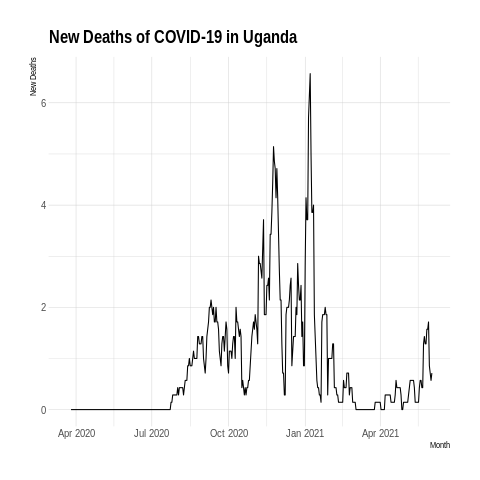 New Deaths of COVID-19 in Uganda
New Deaths
6
4
2
0
Apr 2020 Jul 2020 Oct 2020 Jan 2021 Apr 2021
Month